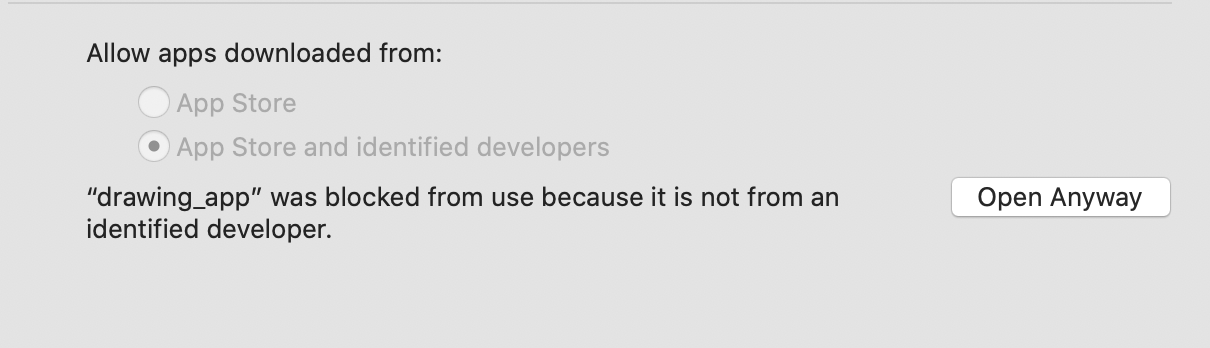 Allow apps downloaded from:
App Store
App Store and identified developers
“drawing_app” was blocked from use because it is not from an
identified developer.
Open Anyway